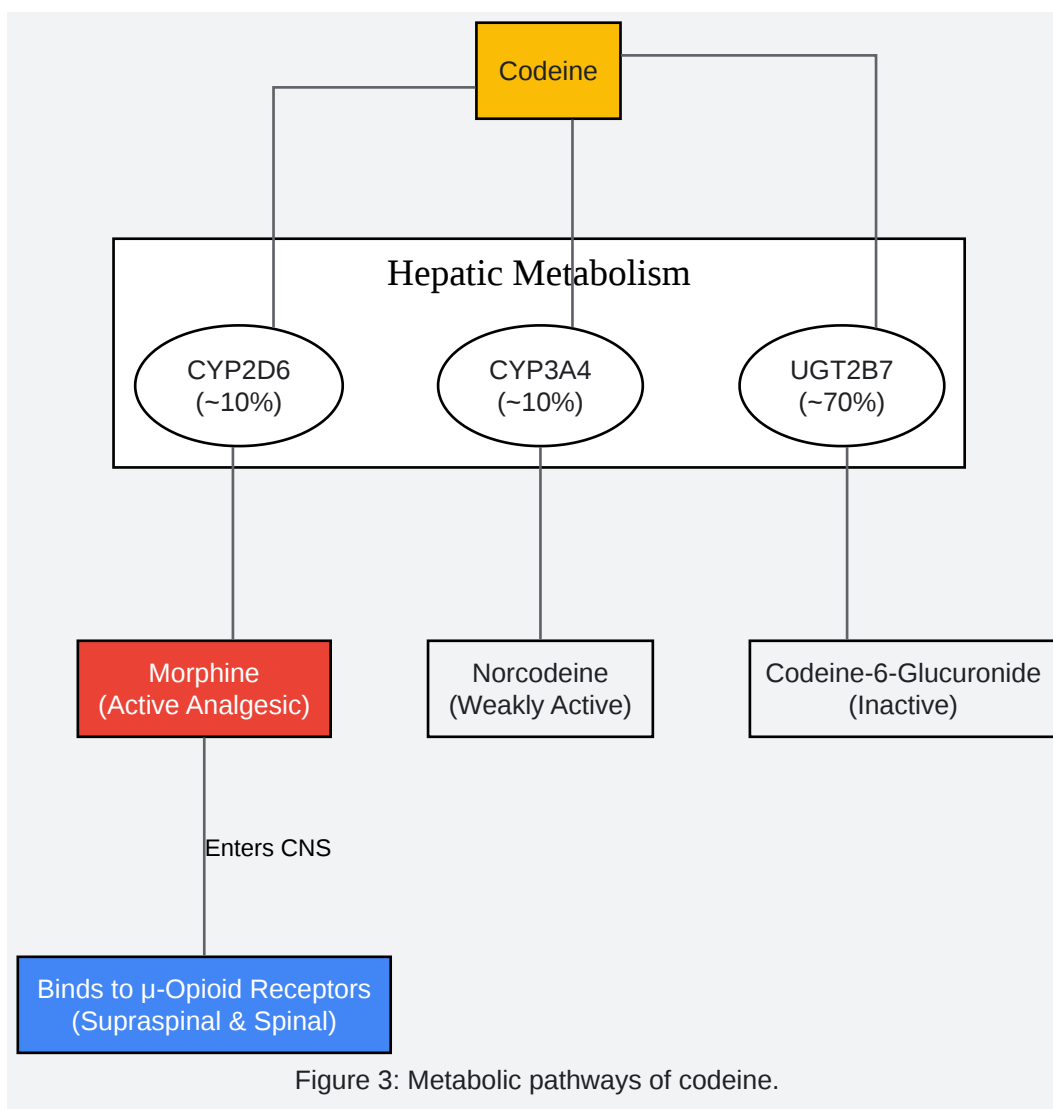 Codeine
Hepatic Metabolism
CYP2D6
(~10%)
CYP3A4
(~10%)
UGT2B7
(~70%)
Morphine
(Active Analgesic)
Norcodeine
(Weakly Active)
Codeine-6-Glucuronide
(Inactive)
Enters CNS
Binds to μ-Opioid Receptors
(Supraspinal & Spinal)
Figure 3: Metabolic pathways of codeine.